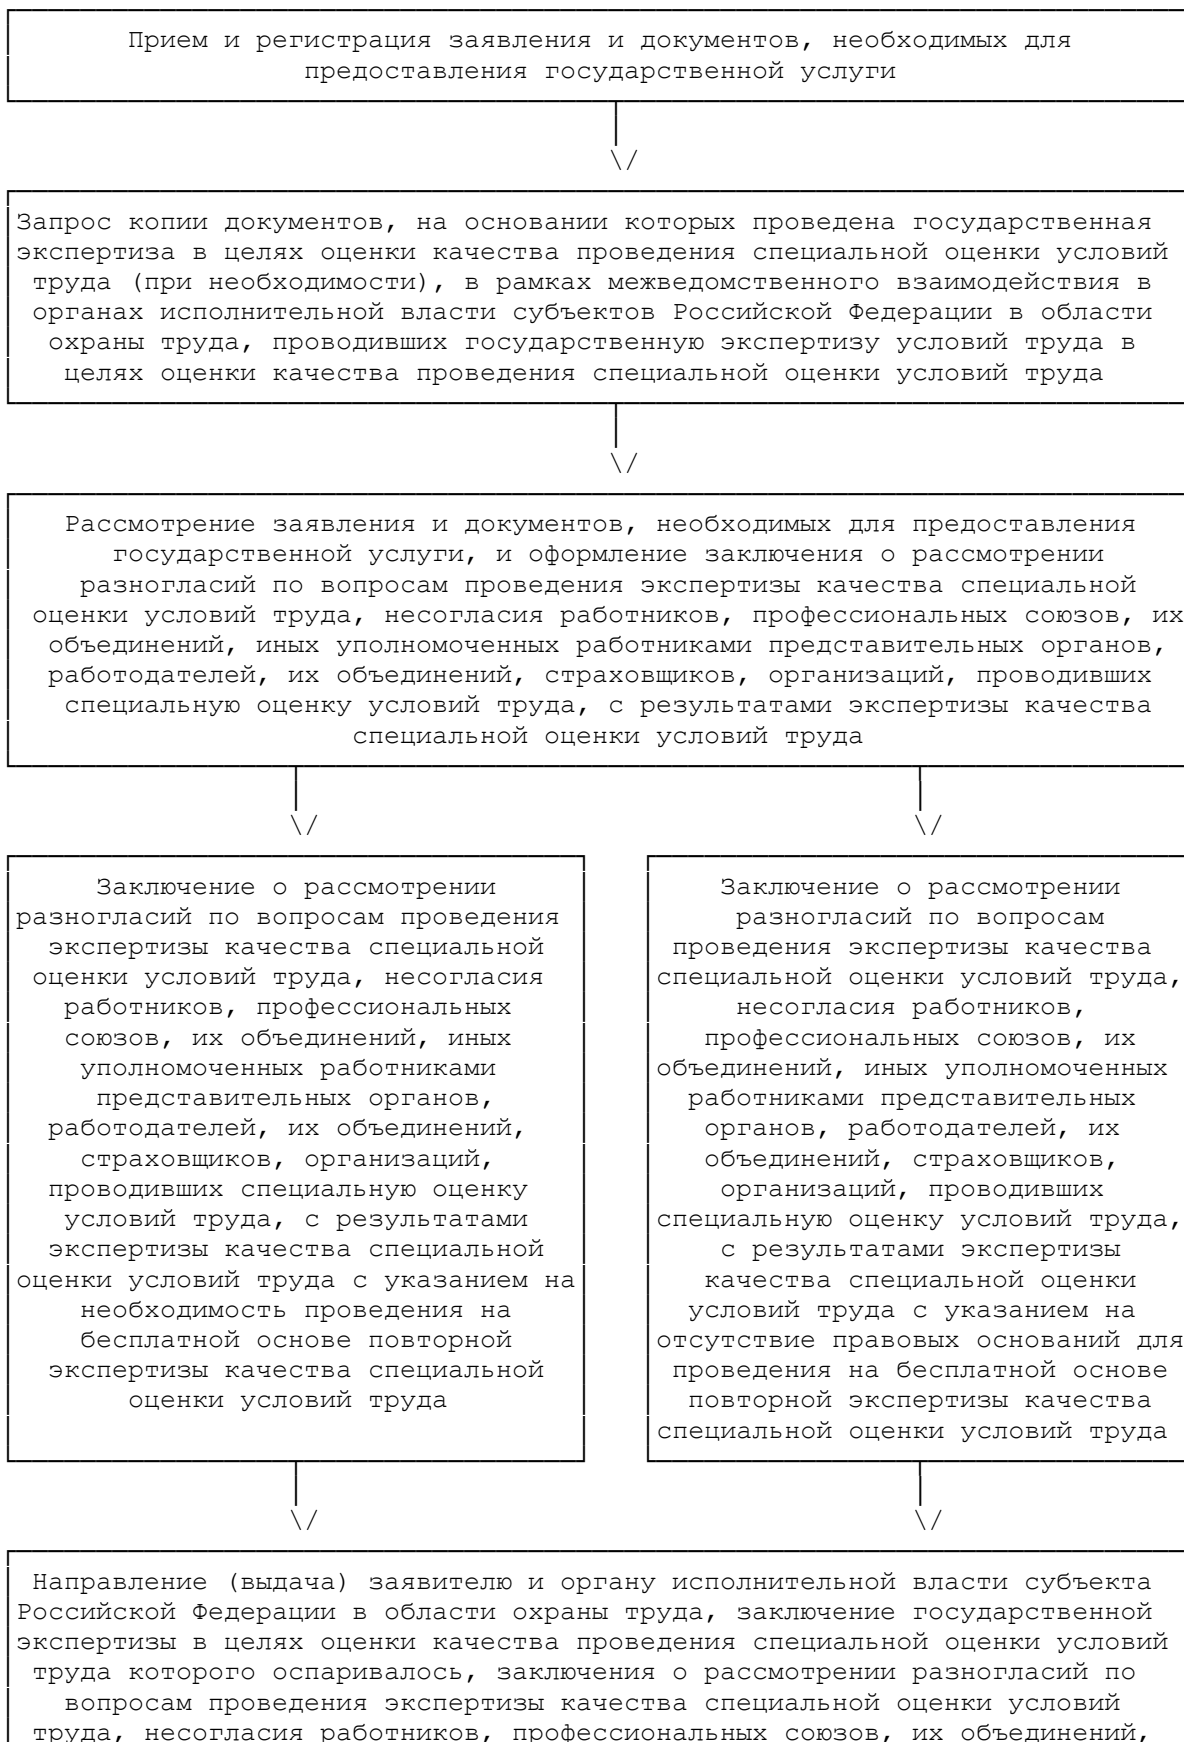 Прием и регистрация заявления и документов, необходимых для
предоставления государственной услуги
\/
Запрос копии документов, на основании которых проведена государственная
экспертиза в целях оценки качества проведения специальной оценки условий
труда (при необходимости), в рамках межведомственного взаимодействия в
органах исполнительной власти субъектов Российской Федерации в области
охраны труда, проводивших государственную экспертизу условий труда в
целях оценки качества проведения специальной оценки условий труда
\/
Рассмотрение заявления и документов, необходимых для предоставления
государственной услуги, и оформление заключения о рассмотрении
разногласий по вопросам проведения экспертизы качества специальной
оценки условий труда, несогласия работников, профессиональных союзов, их
объединений, иных уполномоченных работниками представительных органов,
работодателей, их объединений, страховщиков, организаций, проводивших
специальную оценку условий труда, с результатами экспертизы качества
специальной оценки условий труда
\/ \/
Заключение о рассмотрении
разногласий по вопросам проведения
экспертизы качества специальной
оценки условий труда, несогласия
работников, профессиональных
союзов, их объединений, иных
уполномоченных работниками
представительных органов,
работодателей, их объединений,
страховщиков, организаций,
проводивших специальную оценку
условий труда, с результатами
экспертизы качества специальной
оценки условий труда с указанием на
необходимость проведения на
бесплатной основе повторной
экспертизы качества специальной
оценки условий труда
Заключение о рассмотрении
разногласий по вопросам
проведения экспертизы качества
специальной оценки условий труда,
несогласия работников,
профессиональных союзов, их
объединений, иных уполномоченных
работниками представительных
органов, работодателей, их
объединений, страховщиков,
организаций, проводивших
специальную оценку условий труда,
с результатами экспертизы
качества специальной оценки
условий труда с указанием на
отсутствие правовых оснований для
проведения на бесплатной основе
повторной экспертизы качества
специальной оценки условий труда
\/ \/
Направление (выдача) заявителю и органу исполнительной власти субъекта
Российской Федерации в области охраны труда, заключение государственной
экспертизы в целях оценки качества проведения специальной оценки условий
труда которого оспаривалось, заключения о рассмотрении разногласий по
вопросам проведения экспертизы качества специальной оценки условий
труда, несогласия работников, профессиональных союзов, их объединений,